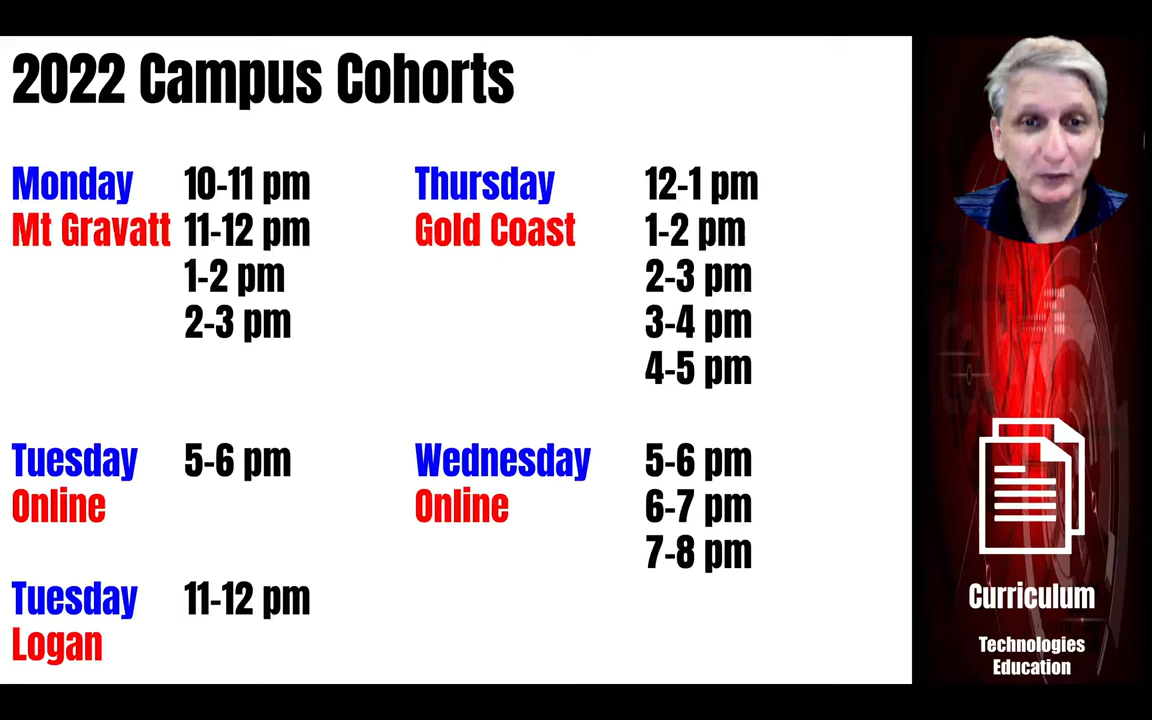 2022 Campus Cohorts
Monday 10-11 pm
Mt Gravatt 11-12 pm
1-2 pm
2-3 pm
Thursday 12-1 pm
Gold Coast 1-2 pm
2-3 pm
3-4 pm
4-5 pm
Tuesday 5-6 pm
Online
Wednesday 5-6 pm
Online 6-7 pm
7-8 pm
Tuesday 11-12 pm
Logan
Curriculum
Technologies
Education